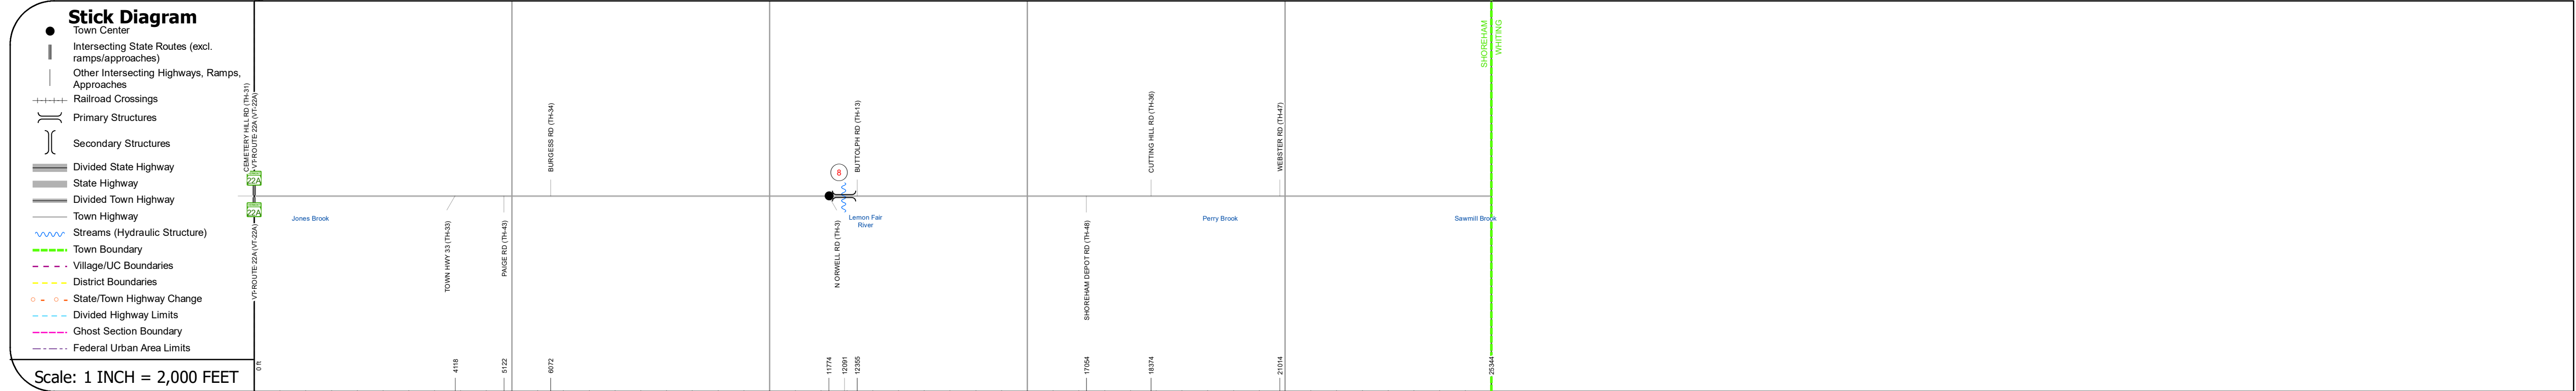 Stick Diagram
Town Center
Intersecting State Routes (excl.
ramps/approaches)
Other Intersecting Highways, Ramps,
Approaches
Railroad Crossings
Primary Structures
Secondary Structures
Divided State Highway
State Highway
Divided Town Highway
Town Highway
Streams (Hydraulic Structure)
Town Boundary
Village/UC Boundaries
District Boundaries
State/Town Highway Change
Divided Highway Limits
Ghost Section Boundary
Federal Urban Area Limits
Scale: 1 INCH = 2,000 FEET
CEMETERY HILL RD (TH-31)
VT-ROUTE-22A (VT-22A)
22A
22A
VT-ROUTE-22A (VT-22A)
Jones Brook
TOWN HWY 33 (TH-33)
PAIGE RD (TH-43)
BURGESS RD (TH-34)
8
BUTTOLPH RD (TH-13)
N ORWELL RD (TH-3)
Lemon Fair
River
SHOREHAM DEPOT RD (TH-48)
CUTTING HILL RD (TH-36)
Perry Brook
WEBSTER RD (TH-47)
Sawmill Brook
SHOREHAM
WHITING
0 ft
4118
5122
6072
11774
12091
12355
17054
18374
21014
25344